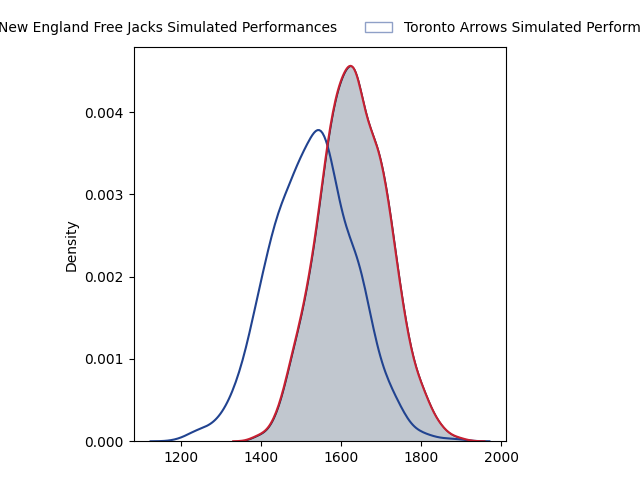 New England Free Jacks Simulated Performances Toronto Arrows Simulated Perform
0.004
0.003
0.002
0.001
0.000
Density
1200 1400 1600 1800 2000